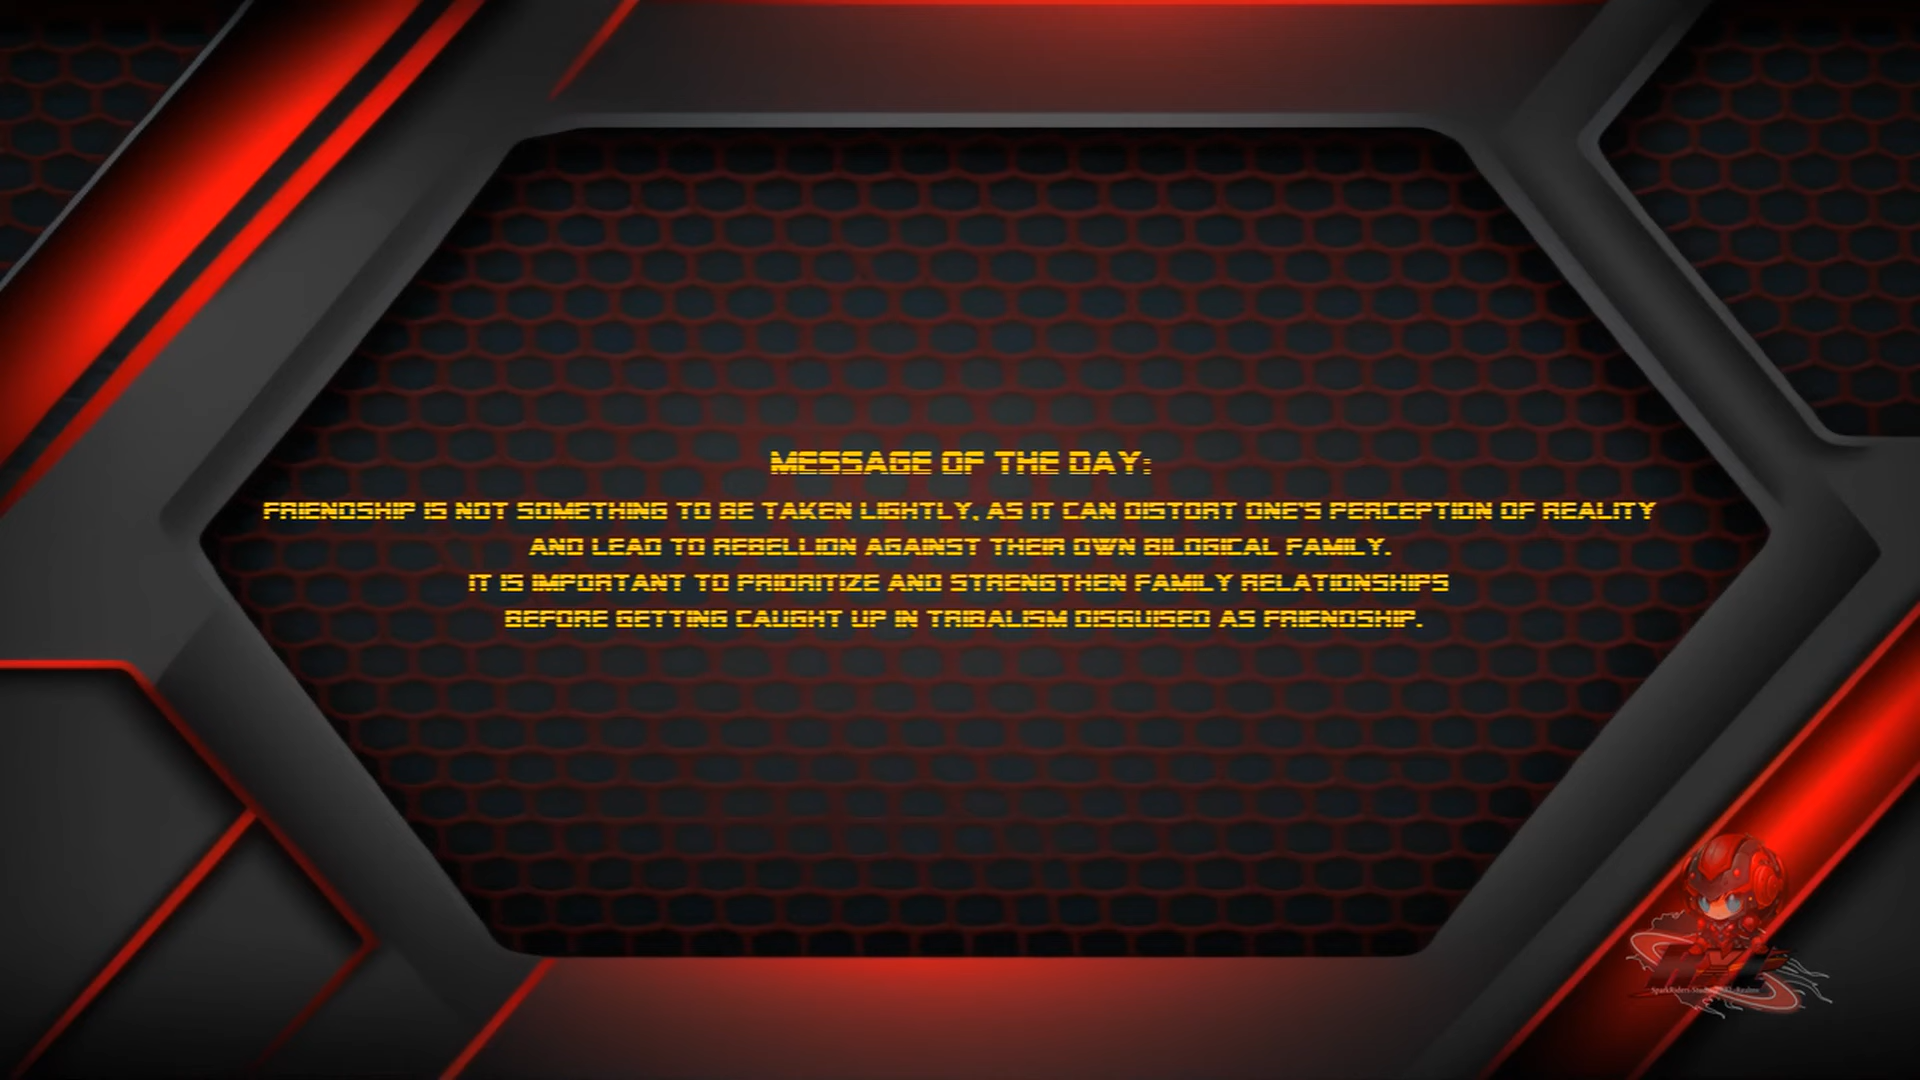 MESSAGE OF THE DAY:
FRIENDSHIP IS NOT SOMETHING TO BE TAKEN LIGHTLY, AS IT CAN DISTORT ONE'S PERCEPTION OF REALITY
AND LEAD TO REBELLION AGAINST THEIR OWN BILOGICAL FAMILY.
IT IS IMPORTANT TO PRIORITIZE AND STRENGTHEN FAMILY RELATIONSHIPS
BEFORE GETTING CAUGHT UP IN TRIBALISM DISGUISED AS FRIENDSHIP.